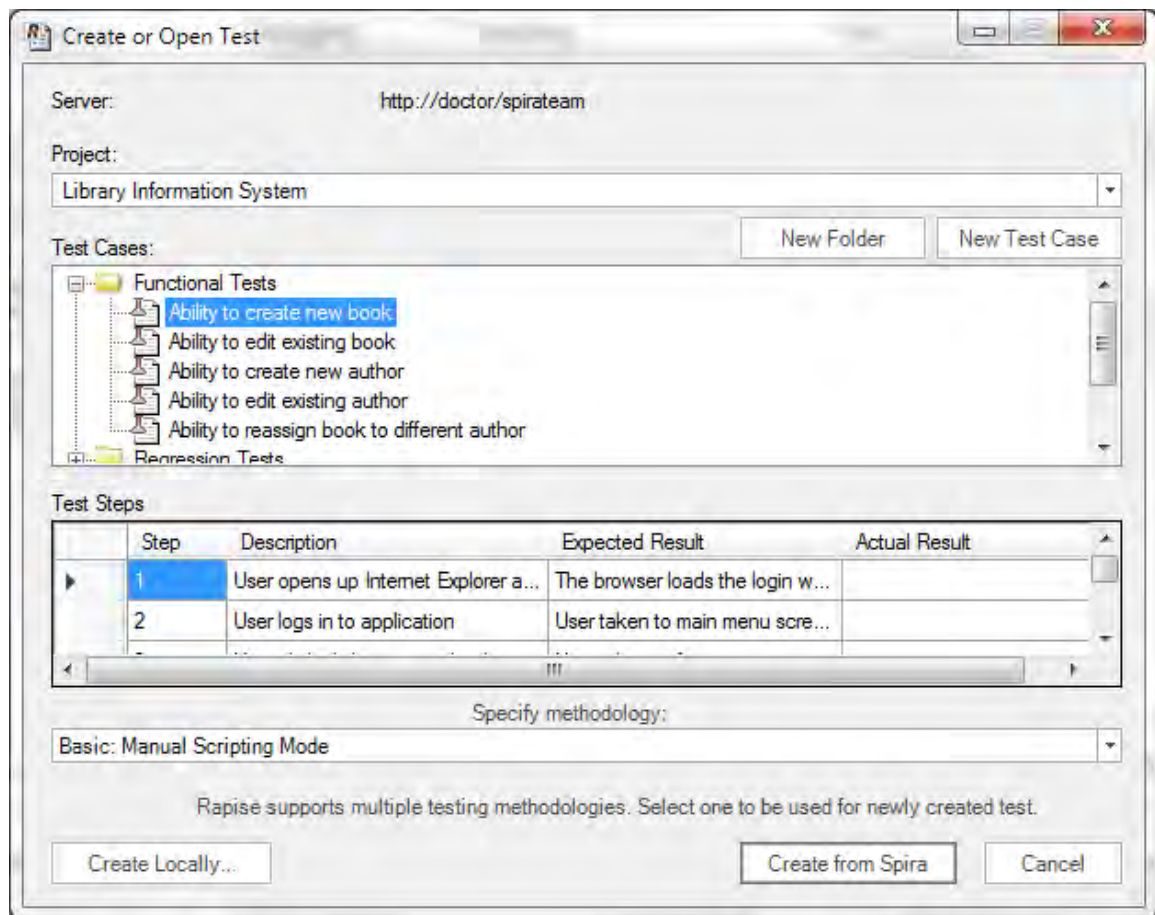 Create or Open Test
Server: http://doctor/spirateam
Project:
Library Information System
New Folder New Test Case
Test Cases:
Functional Tests
Ability to create new book
Ability to edit existing book
Ability to create new author
Ability to edit existing author
Ability to reassign book to different author
Regression Tests
Test Steps
Step Description Expected Result Actual Result
1 User opens up Internet Explorer a... The browser loads the login w...
2 User logs in to application User taken to main menu scre...
Specify methodology:
Basic: Manual Scripting Mode
Rapise supports multiple testing methodologies. Select one to be used for newly created test.
Create Locally... Create from Spira Cancel